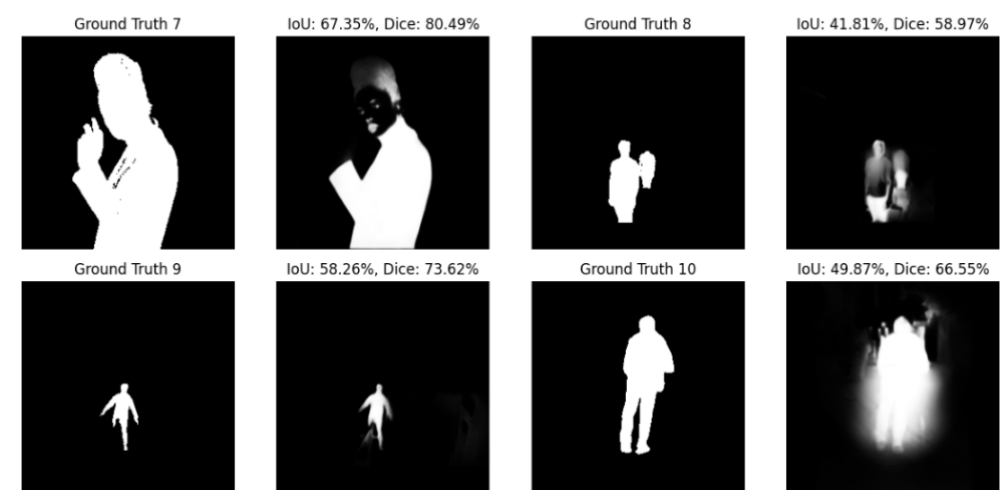 Ground Truth 7
IoU: 67.35%, Dice: 80.49%
Ground Truth 8
IoU: 41.81%, Dice: 58.97%
Ground Truth 9
IoU: 58.26%, Dice: 73.62%
Ground Truth 10
IoU: 49.87%, Dice: 66.55%